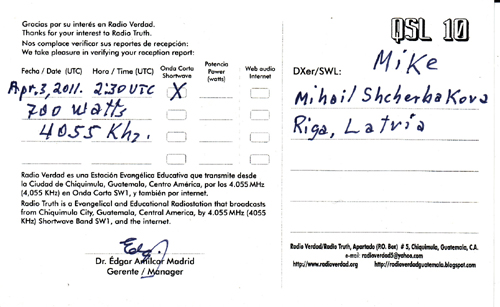 Gracias por su interés en Radio Verdad.
Thanks for your interest to Radio Truth.
Nos complace verificar sus reportes de recepción:
We take pleasure in verifying your reception report:
Fecha / Date (UTC) Hora / Time (UTC) Onda Corta Shortwave Potencia Power (watts) Web audio Internet
Apr. 3, 2011. 2:30 UTC X
700 watts
4055 KHz.
Radio Verdad es una Estación Evangélica Educativa que transmite desde
la Ciudad de Chiquimula, Guatemala, Centro América, por los 4.055 MHz
(4,055 KHz) en Onda Corta SW1, y también por internet.
Radio Truth is a Evangelical and Educational Radiostation that broadcasts
from Chiquimula City, Guatemala, Central America, by 4.055 MHz (4055
KHz) Shortwave Band SW1, and the internet.
Dr. Édgar Amílcar Madrid
Gerente / Manager
QSL 10
DXer/SWL: Mike
Mihail Shcherbakova
Riga, Latvia
Radio Verdad/Radio Truth, Apartado (P.O. Box) # 5, Chiquimula, Guatemala, C.A.
e-mail: radioverdad5@yahoo.com
http://www.radioverdad.org http://radioverdadguatemala.blogspot.com